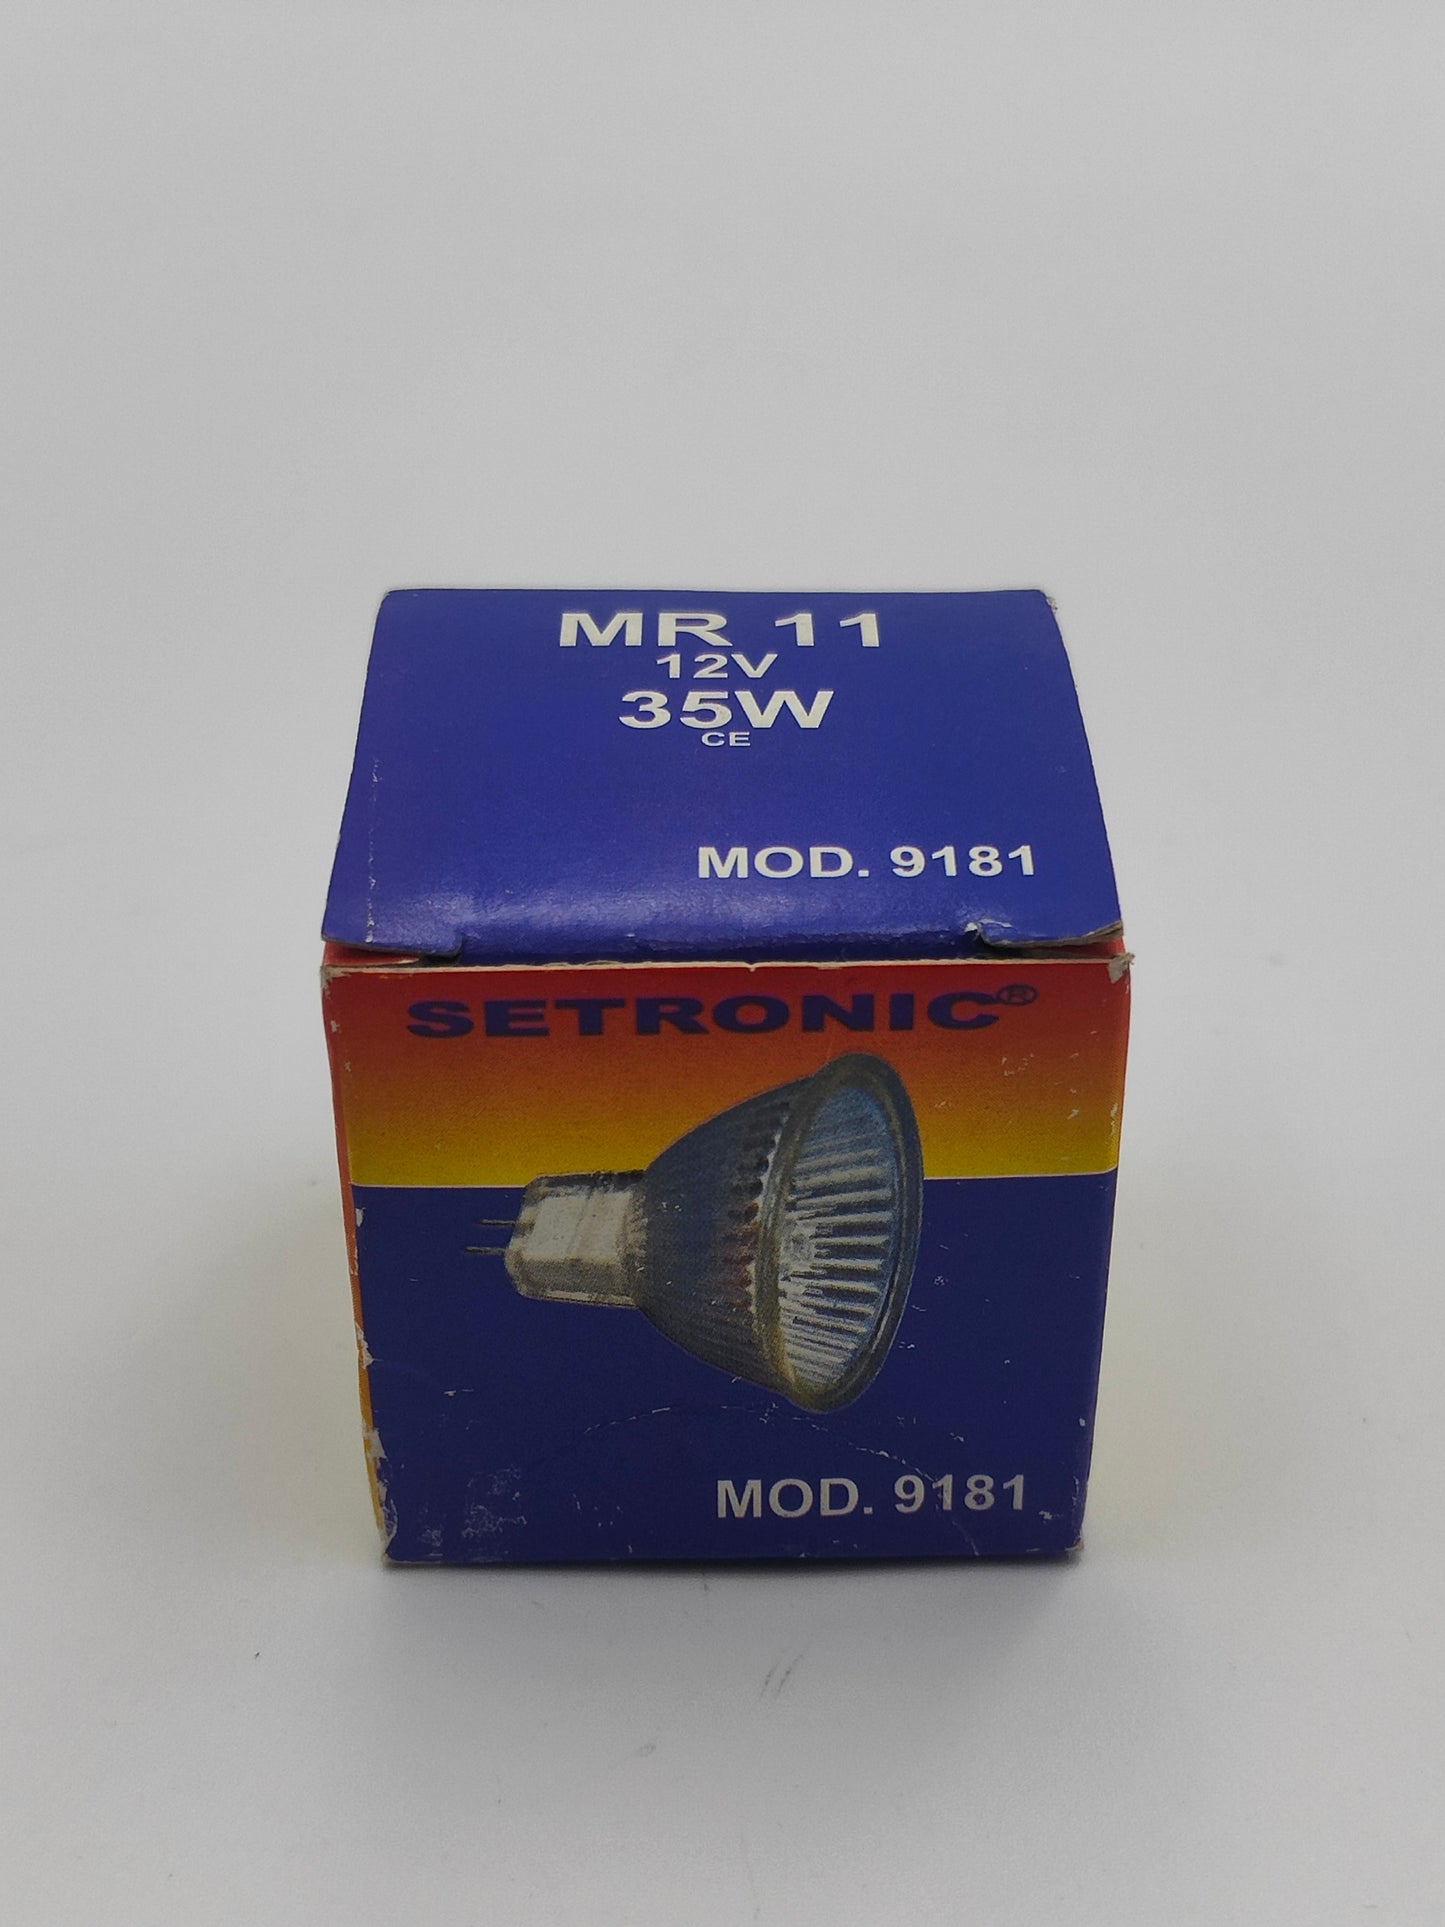 MR 11
12V
35W
CE
MOD. 9181
SETRONIC®
MOD. 9181